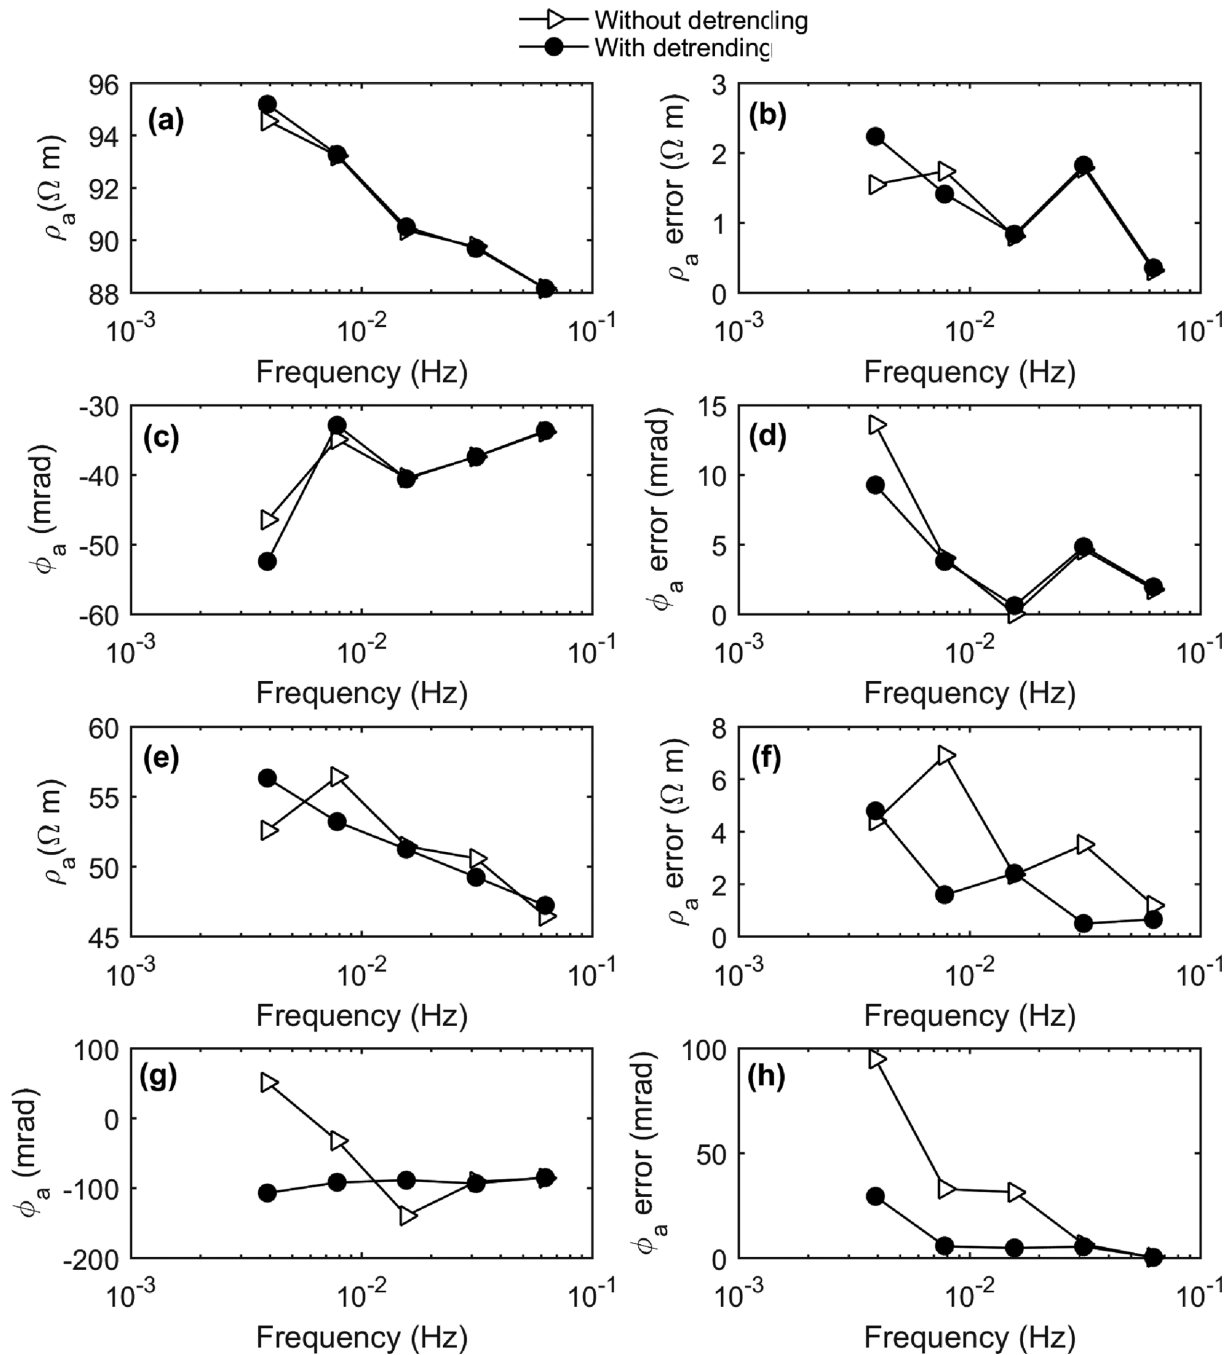 Without detrending
With detrending
(a)
ρa(Ω m)
96
94
92
90
88
10-3
10-2
10-1
Frequency (Hz)
(b)
ρa error (Ω m)
3
2
1
0
10-3
10-2
10-1
Frequency (Hz)
(c)
ϕa (mrad)
-30
-40
-50
-60
10-3
10-2
10-1
Frequency (Hz)
(d)
ϕa error (mrad)
15
10
5
0
10-3
10-2
10-1
Frequency (Hz)
(e)
ρa(Ω m)
60
55
50
45
10-3
10-2
10-1
Frequency (Hz)
(f)
ρa error (Ω m)
8
6
4
2
0
10-3
10-2
10-1
Frequency (Hz)
(g)
ϕa (mrad)
100
0
-100
-200
10-3
10-2
10-1
Frequency (Hz)
(h)
ϕa error (mrad)
100
50
0
10-3
10-2
10-1
Frequency (Hz)